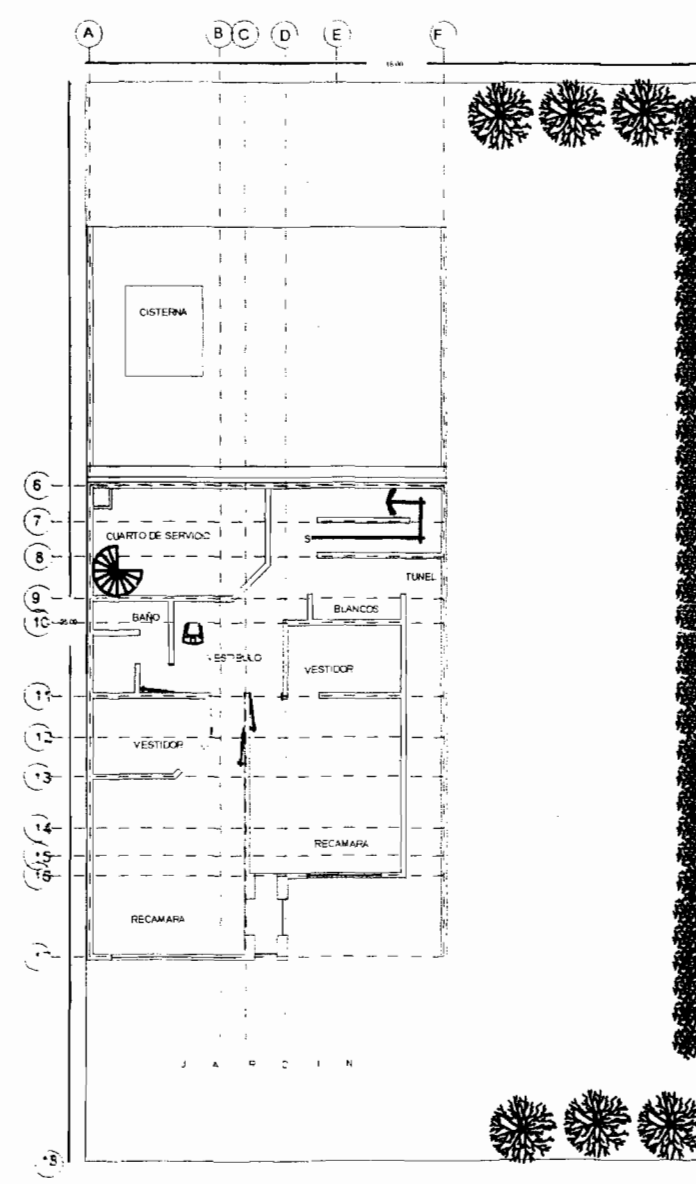 A B C D E F
CISTERNA
6
7
CUARTO DE SERVICIO
S
8
TUNEL
9
BLANCOS
BAÑO
10
VESTIBULO
VESTIDOR
11
12
VESTIDOR
13
14
RECAMARA
15
16
RECAMARA
JARDIN